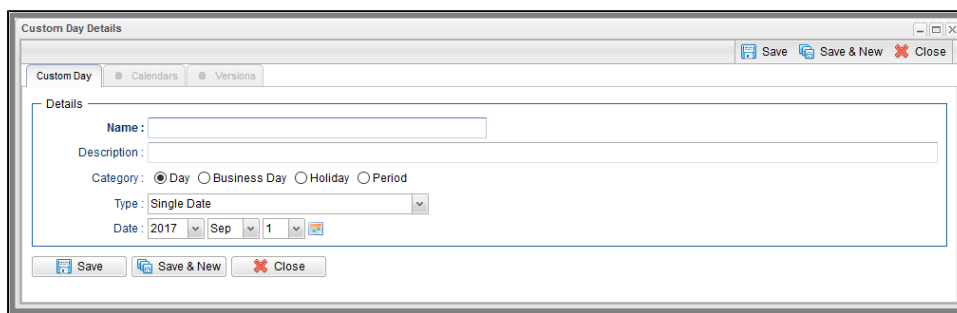 Custom Day Details
Save Save & New Close
Custom Day Calendars Versions
Details
Name :
Description :
Category : Day Business Day Holiday Period
Type : Single Date
Date : 2017 Sep 1
Save Save & New Close